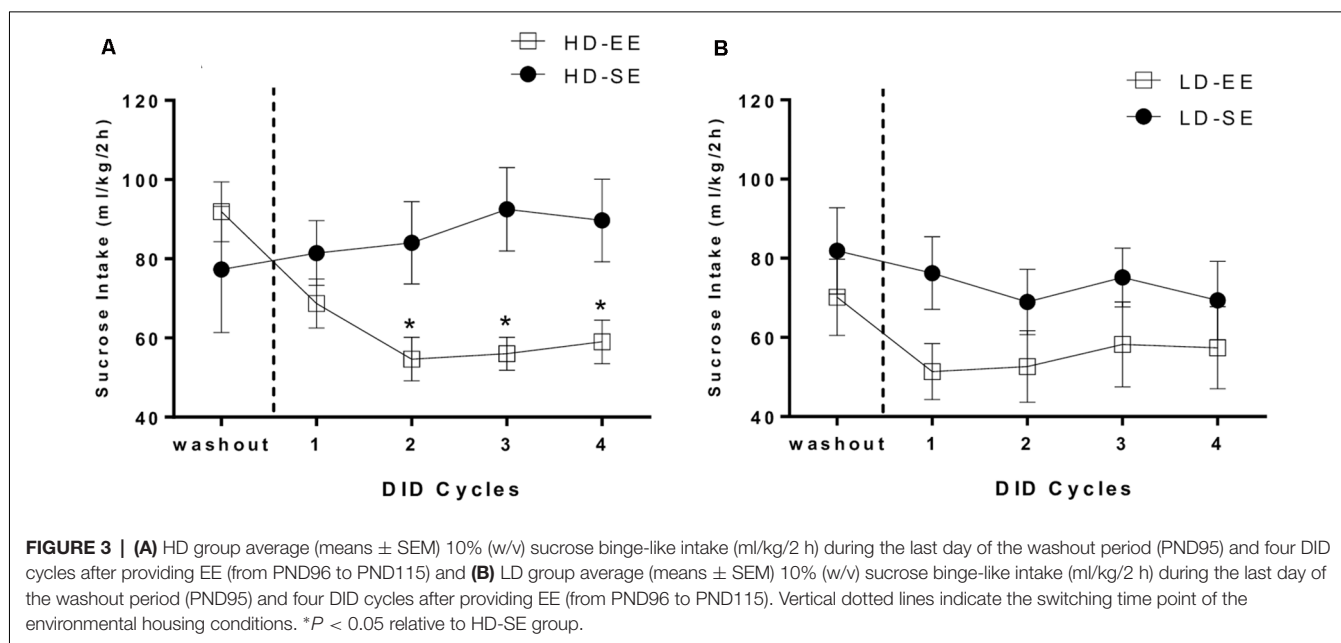 A
HD-EE
HD-SE
Sucrose Intake (ml/kg/2h)
120
100
80
60
40
*
*
*
washout 1 2 3 4
DID Cycles
B
LD-EE
LD-SE
Sucrose Intake (ml/kg/2h)
120
100
80
60
40
washout 1 2 3 4
DID Cycles
FIGURE 3 | (A) HD group average (means ± SEM) 10% (w/v) sucrose binge-like intake (ml/kg/2 h) during the last day of the washout period (PND95) and four DID
cycles after providing EE (from PND96 to PND115) and (B) LD group average (means ± SEM) 10% (w/v) sucrose binge-like intake (ml/kg/2 h) during the last day of
the washout period (PND95) and four DID cycles after providing EE (from PND96 to PND115). Vertical dotted lines indicate the switching time point of the
environmental housing conditions. *P < 0.05 relative to HD-SE group.